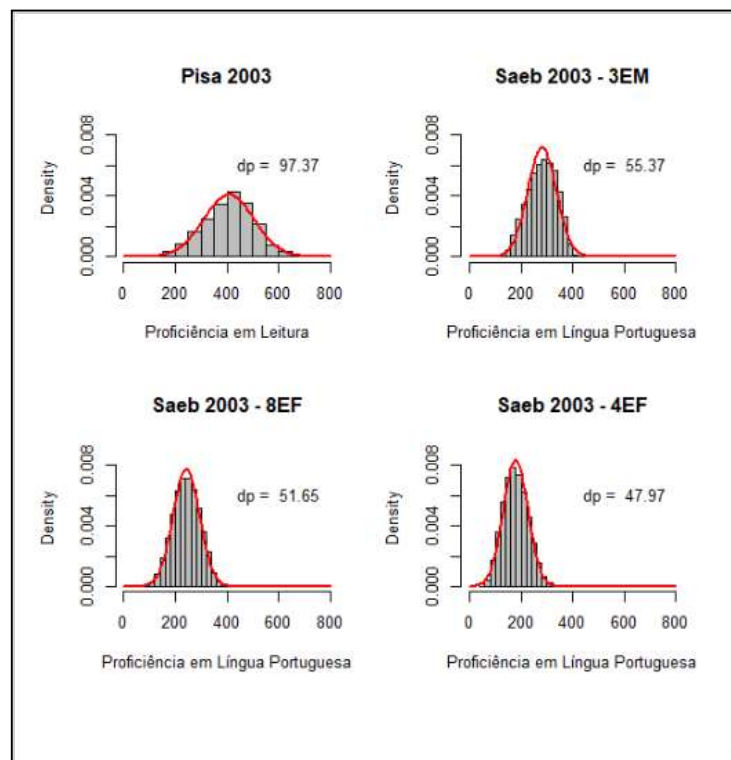 Pisa 2003
Density
0.000 0.004 0.008
dp = 97.37
0 200 400 600 800
Proficiência em Leitura
Saeb 2003 - 3EM
Density
0.000 0.004 0.008
dp = 55.37
0 200 400 600 800
Proficiência em Língua Portuguesa
Saeb 2003 - 8EF
Density
0.000 0.004 0.008
dp = 51.65
0 200 400 600 800
Proficiência em Língua Portuguesa
Saeb 2003 - 4EF
Density
0.000 0.004 0.008
dp = 47.97
0 200 400 600 800
Proficiência em Língua Portuguesa